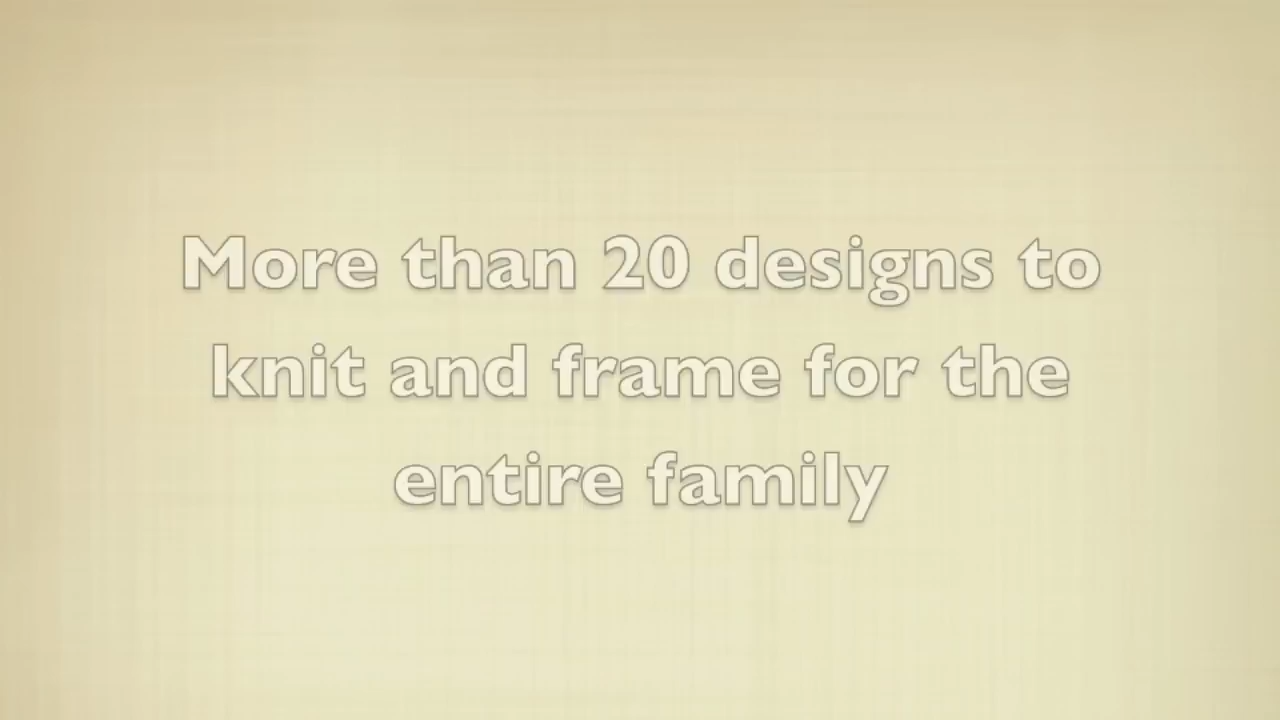 More than 20 designs to
knit and frame for the
entire family